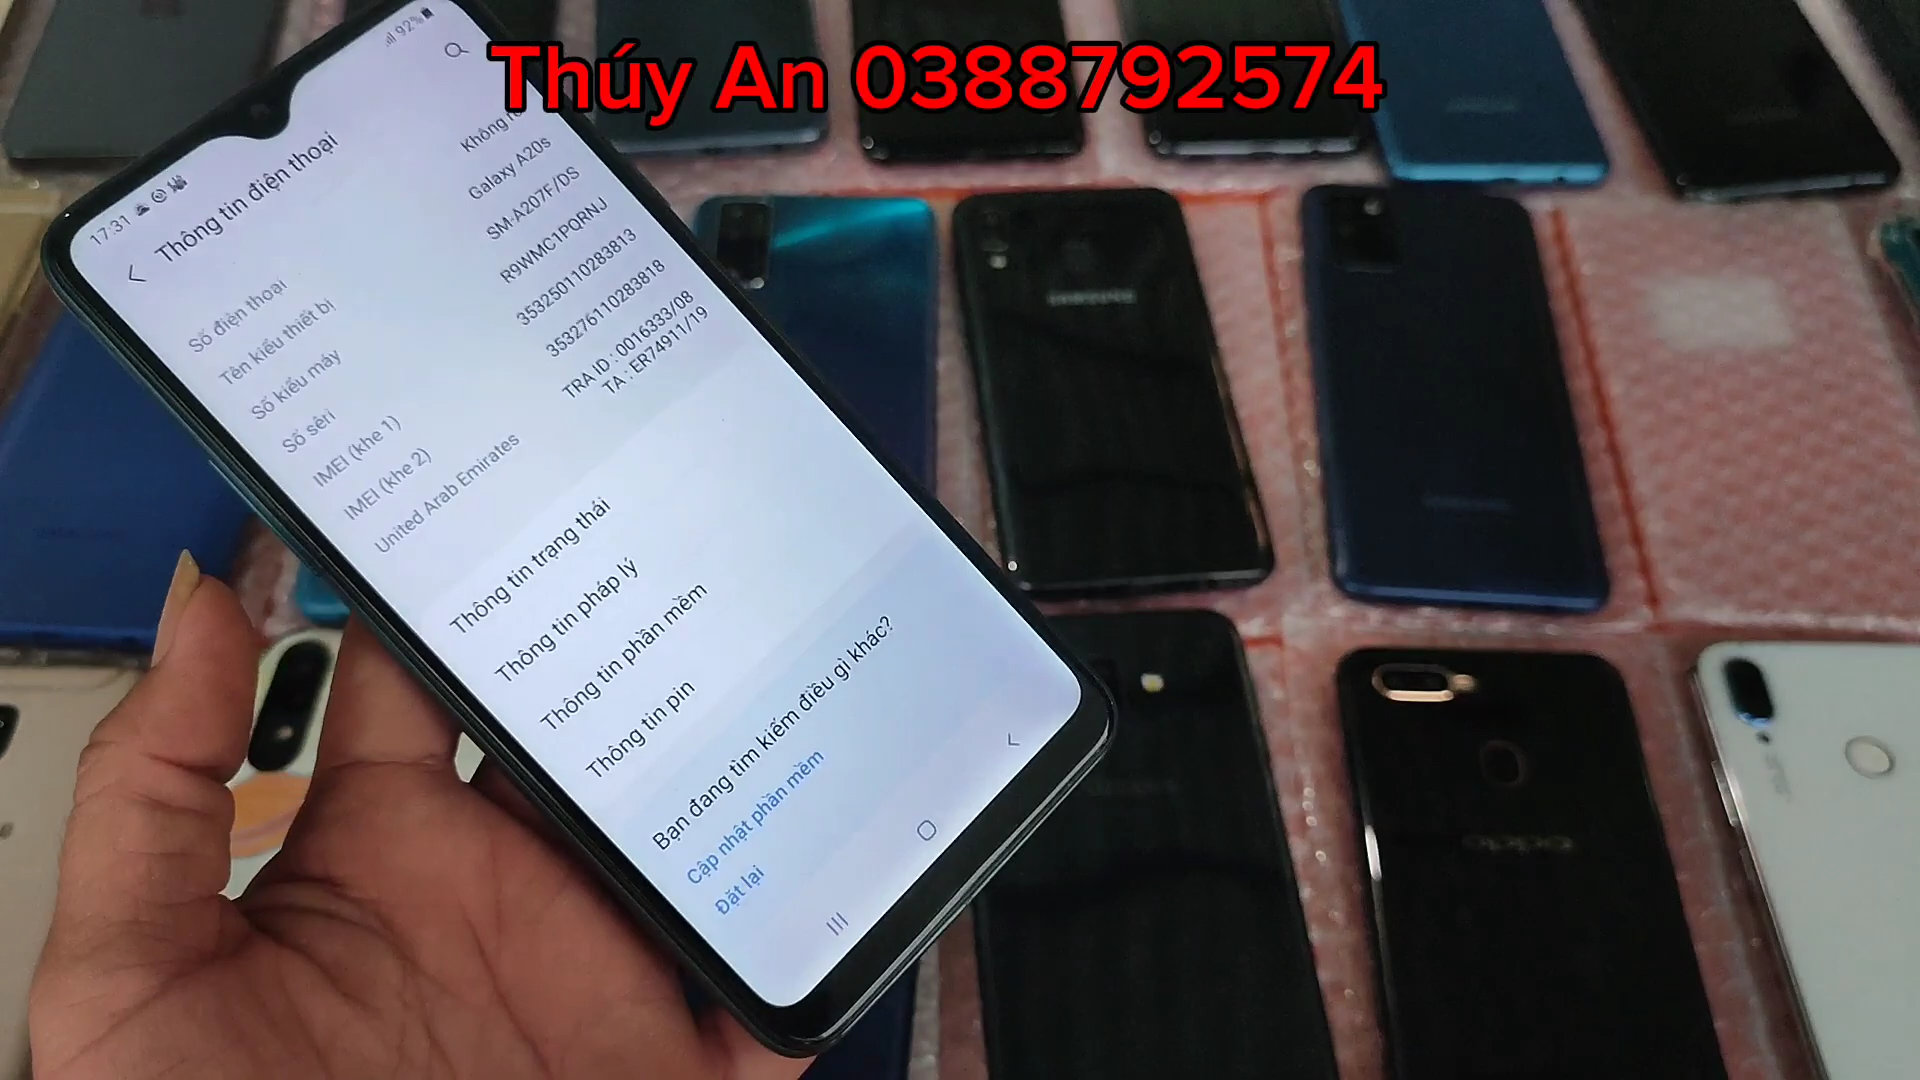 Thúy An 0388792574
92%
17:31
Thông tin điện thoại
Số điện thoại
Không
Tên kiểu thiết bị
Galaxy A20s
Số kiểu máy
SM-A207F/DS
Số sêri
R9WMC1PQRNJ
IMEI (khe 1)
353250110283813
IMEI (khe 2)
353276110283818
United Arab Emirates
TRA ID : 0016333/08
TA : ER74911/19
Thông tin trạng thái
Thông tin pháp lý
Thông tin phần mềm
Thông tin pin
Bạn đang tìm kiếm điều gì khác?
Cập nhật phần mềm
Đặt lại
SAMSUNG
oppo